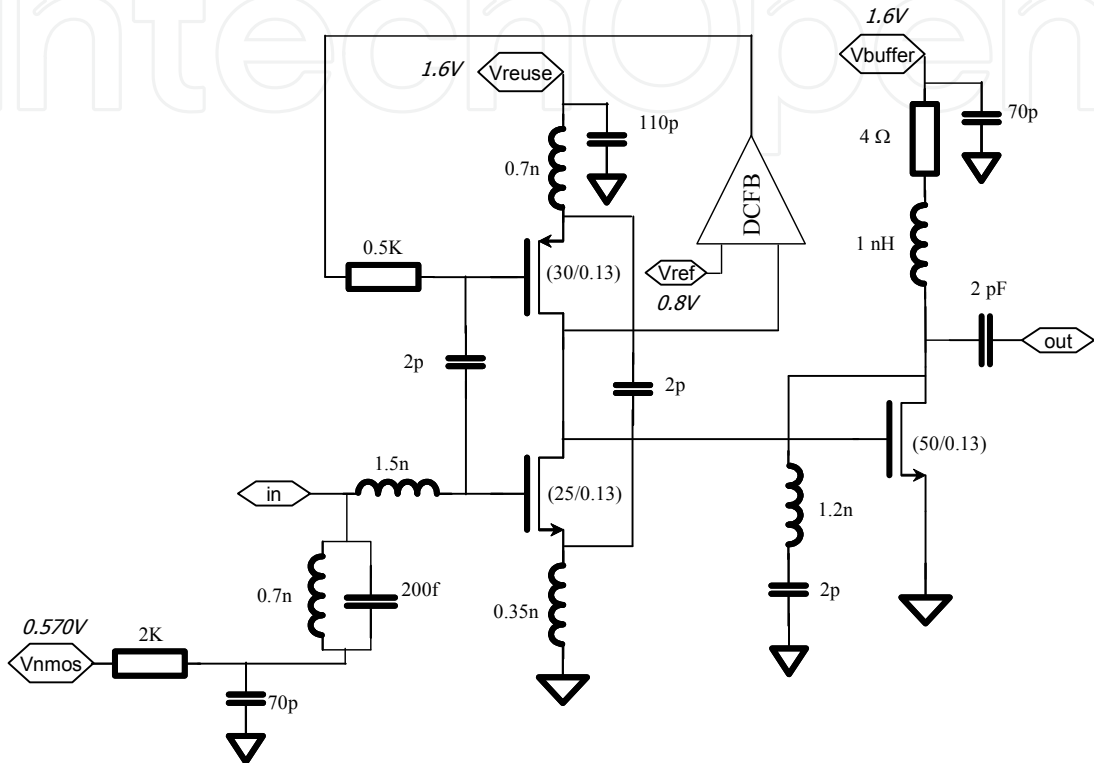 IntechOpen
1.6V
Vbuffer
1.6V
Vreuse
70p
110p
4 Ω
0.7n
DCFB
1 nH
0.5K
(30/0.13)
Vref
0.8V
2 pF
out
2p
2p
(50/0.13)
1.5n
in
(25/0.13)
1.2n
0.7n
200f
0.35n
2p
0.570V
2K
Vnmos
70p